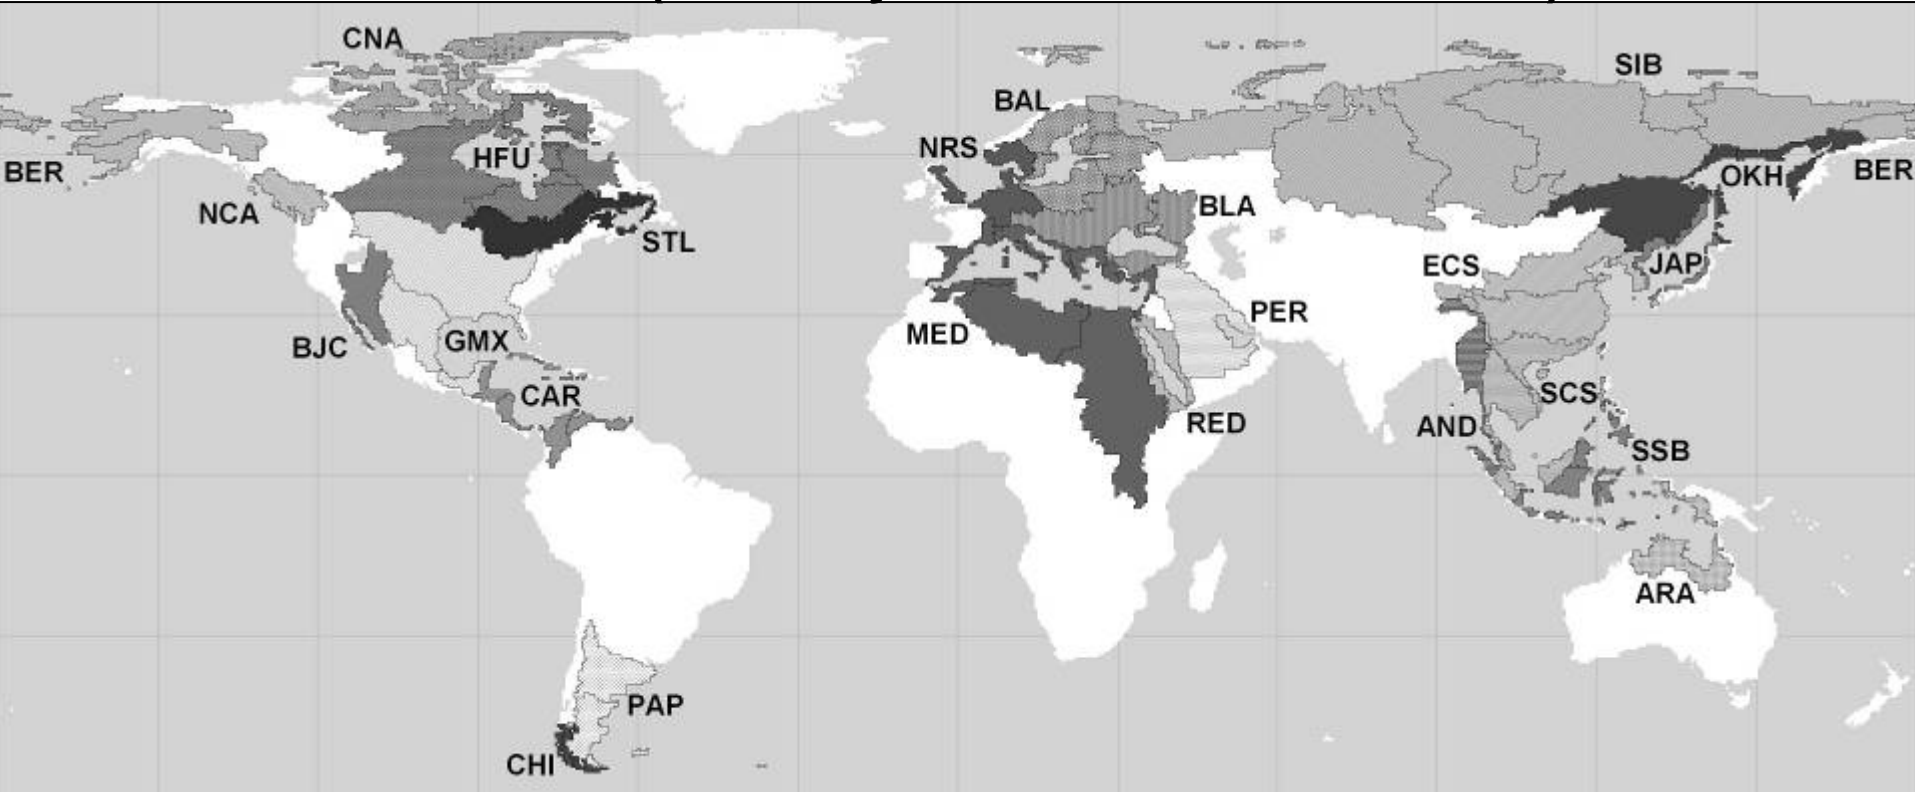 CNA
SIB
BAL
NRS
HFU
BER
OKH
BER
NCA
BLA
STL
ECS
JAP
PER
BJC
GMX
MED
CAR
SCS
RED
AND
SSB
ARA
PAP
CHI